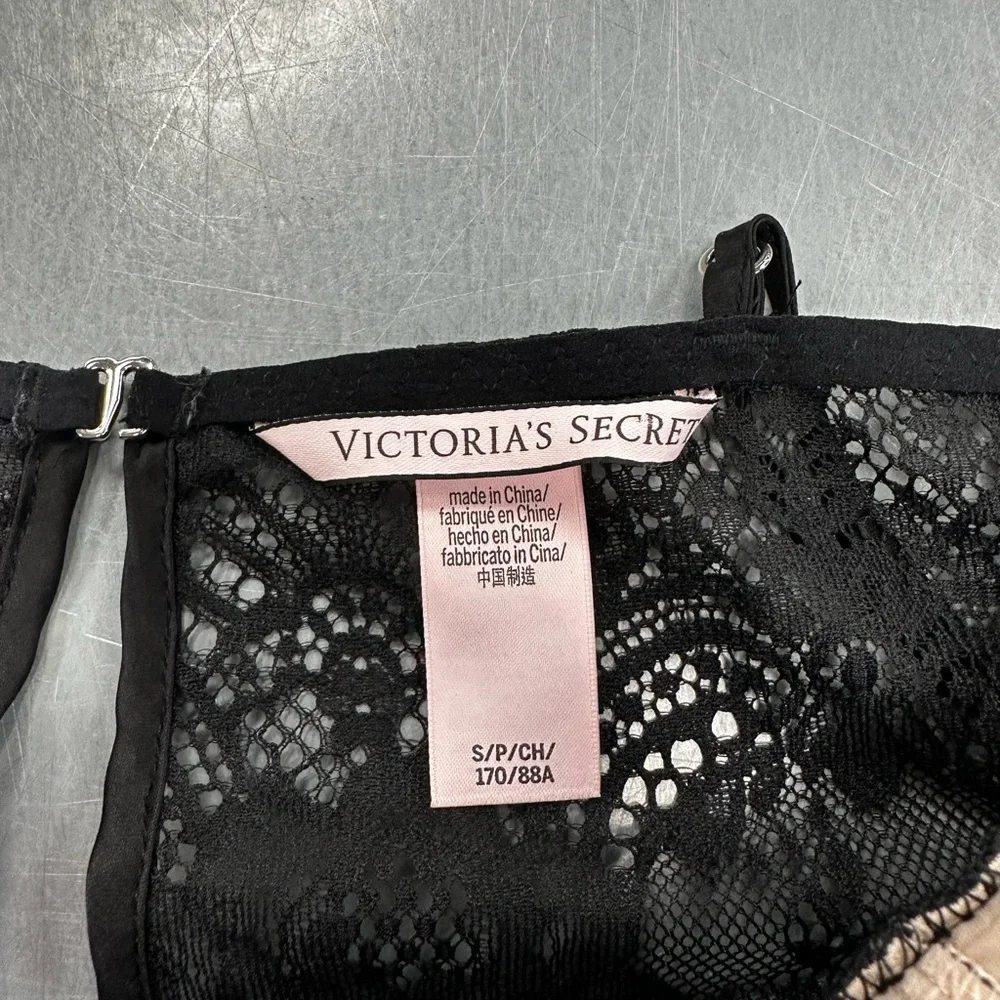 VICTORIA'S SECRET
made in China/
fabriqué en Chine/
hecho en China/
fabbricato in Cina/
中国制造
S/P/CH/
170/88A